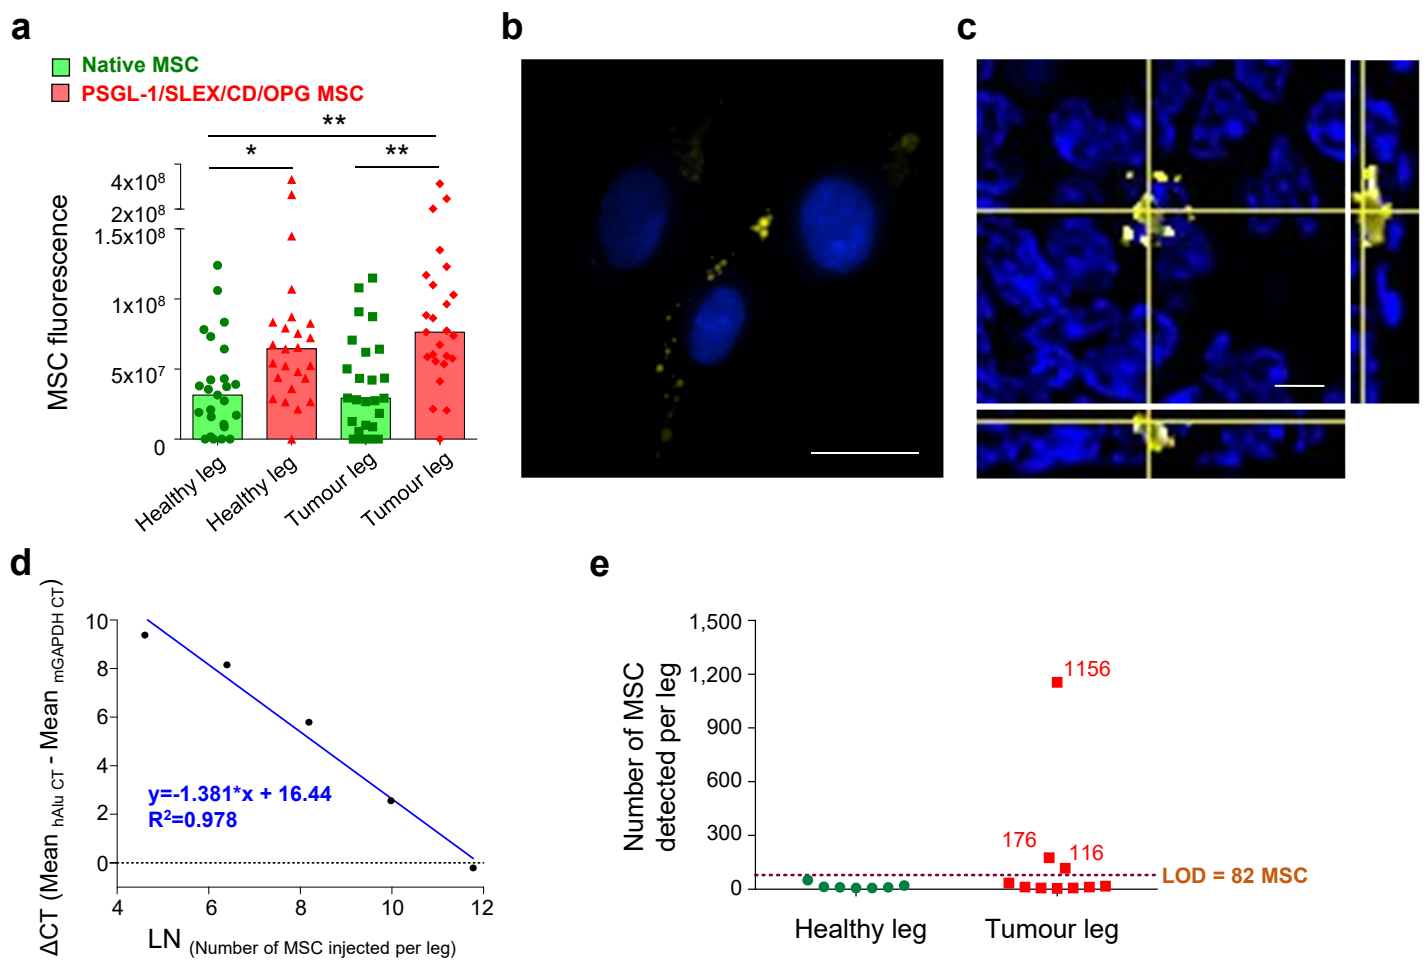 a
Native MSC
PSGL-1/SLEX/CD/OPG MSC
**
* **
MSC fluorescence
4x10⁸
2x10⁸
1.5x10⁸
1x10⁸
5x10⁷
0
Healthy leg
Healthy leg
Tumour leg
Tumour leg
b
c
d
ΔCT (Mean hAlu CT - Mean mGAPDH CT)
10
8
6
4
2
0
y=-1.381*x + 16.44
R²=0.978
4 6 8 10 12
LN (Number of MSC injected per leg)
e
Number of MSC
detected per leg
1,500
1,200
900
600
300
0
1156
176 116
LOD = 82 MSC
Healthy leg Tumour leg